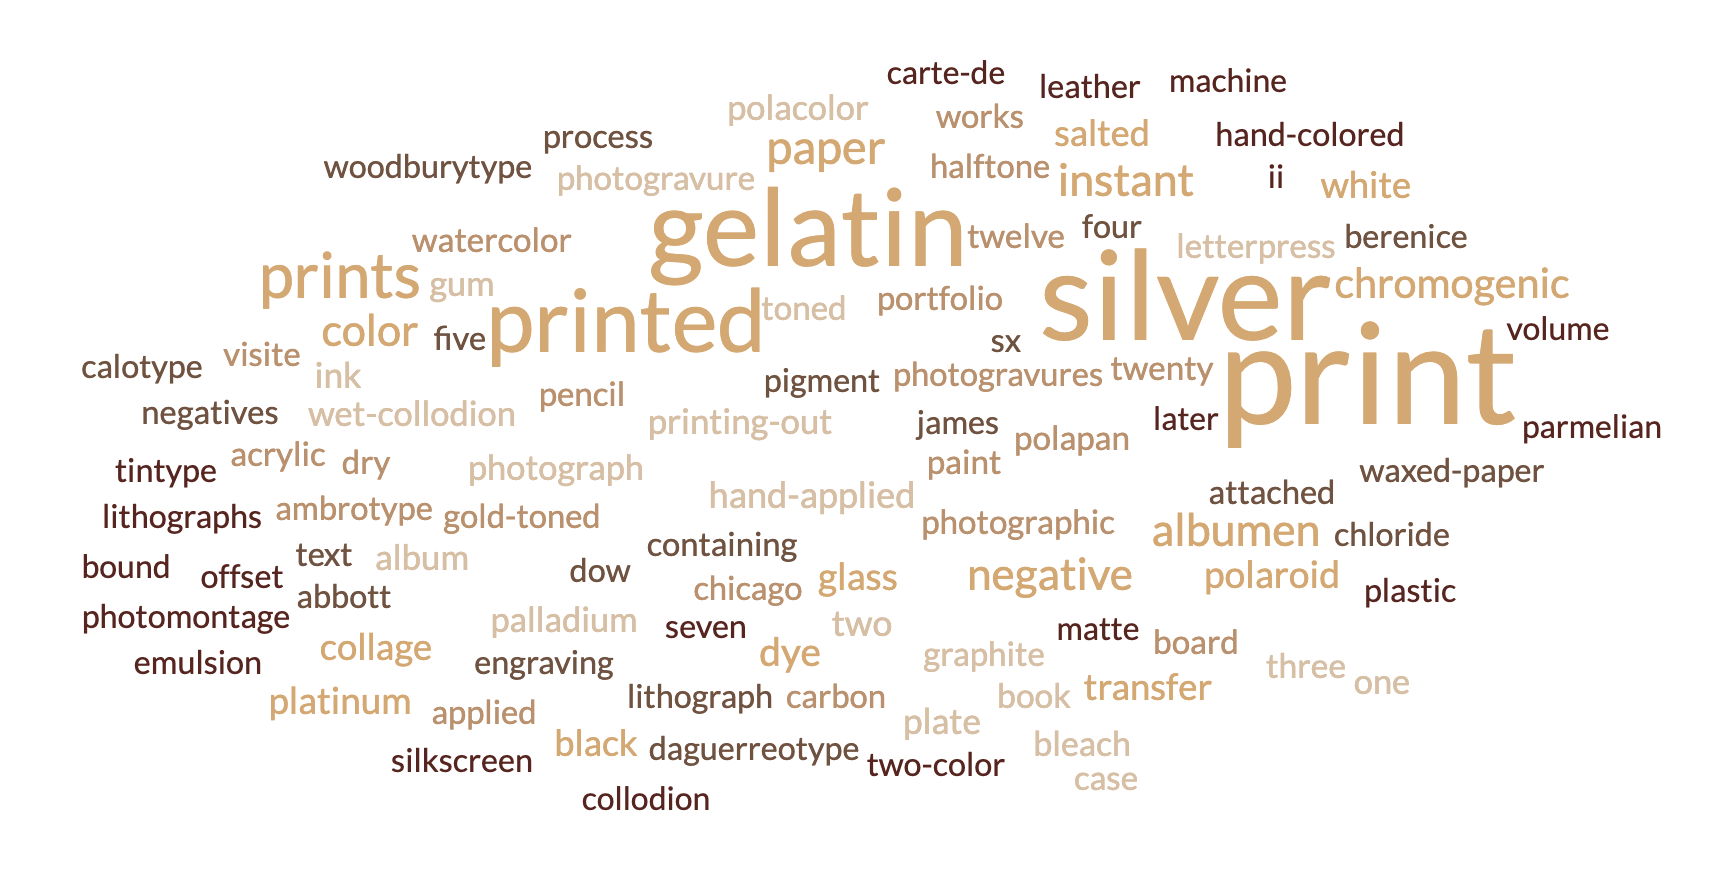 carte-de
leather
machine
polacolor
works
salted
hand-colored
process
paper
woodburytype
photogravure
halftone
instant
ii
white
gelatin
twelve
four
letterpress
berenice
watercolor
prints
gum
printed
toned
portfolio
silver
chromogenic
color
five
sx
volume
calotype
visite
ink
pencil
pigment
photogravures
twenty
print
negatives
wet-collodion
printing-out
james
polapan
later
parmelian
tintype
acrylic
dry
photograph
paint
waxed-paper
hand-applied
attached
lithographs
ambrotype
gold-toned
photographic
albumen
chloride
containing
text
album
bound
offset
dow
chicago
glass
negative
polaroid
plastic
abbott
photomontage
palladium
seven
two
matte
board
collage
emulsion
engraving
dye
graphite
three
one
platinum
applied
lithograph
carbon
book
transfer
plate
black
daguerreotype
bleach
silkscreen
two-color
case
collodion